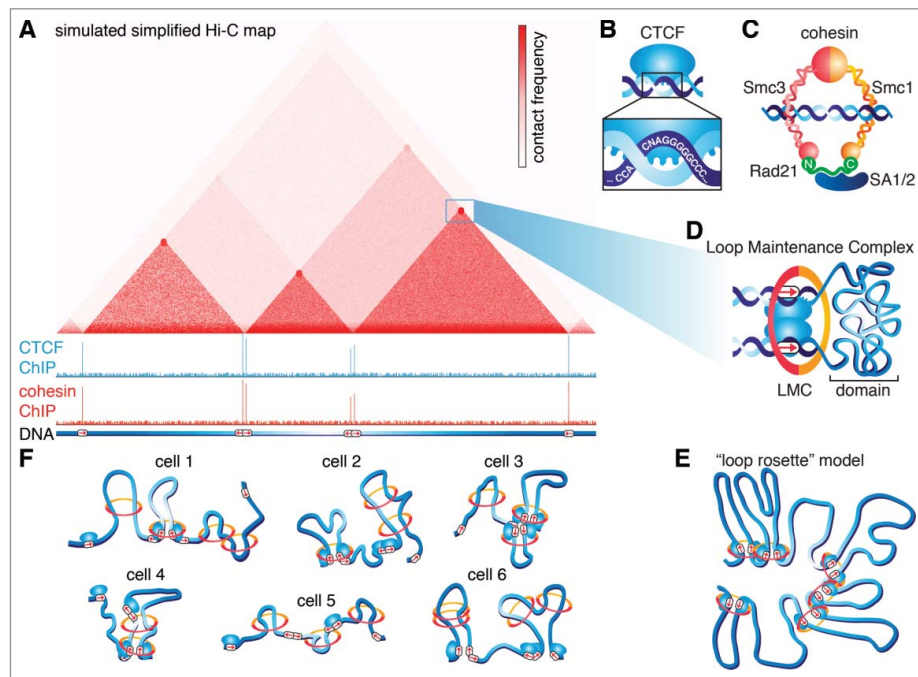 A simulated simplified Hi-C map
contact frequency
CTCF
ChIP
cohesin
ChIP
DNA
B
CTCF
... CCA
CNAGGGGGCCC...
C
cohesin
Smc3
Smc1
Rad21
N
C
SA1/2
D
Loop Maintenance Complex
LMC
domain
F
cell 1
cell 2
cell 3
cell 4
cell 5
cell 6
E
"loop rosette" model